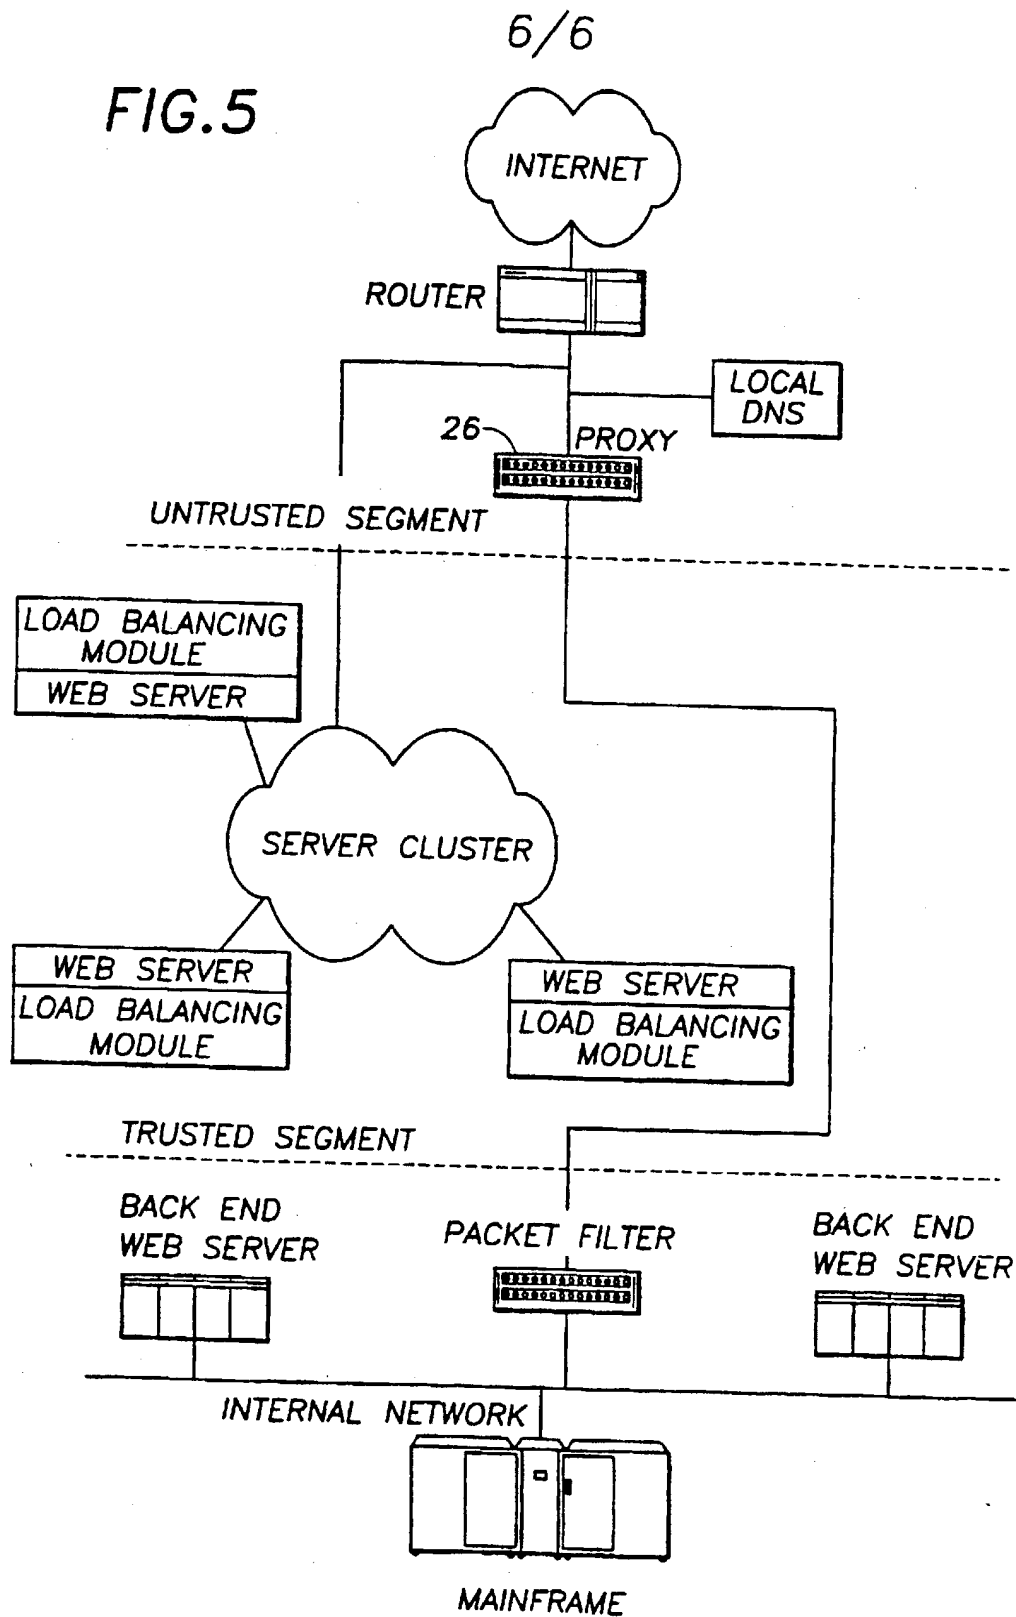 6/6
FIG.5
INTERNET
ROUTER
LOCAL
DNS
26
PROXY
UNTRUSTED SEGMENT
LOAD BALANCING
MODULE
WEB SERVER
SERVER CLUSTER
WEB SERVER
LOAD BALANCING
MODULE
WEB SERVER
LOAD BALANCING
MODULE
TRUSTED SEGMENT
BACK END
WEB SERVER
PACKET FILTER
BACK END
WEB SERVER
INTERNAL NETWORK
MAINFRAME